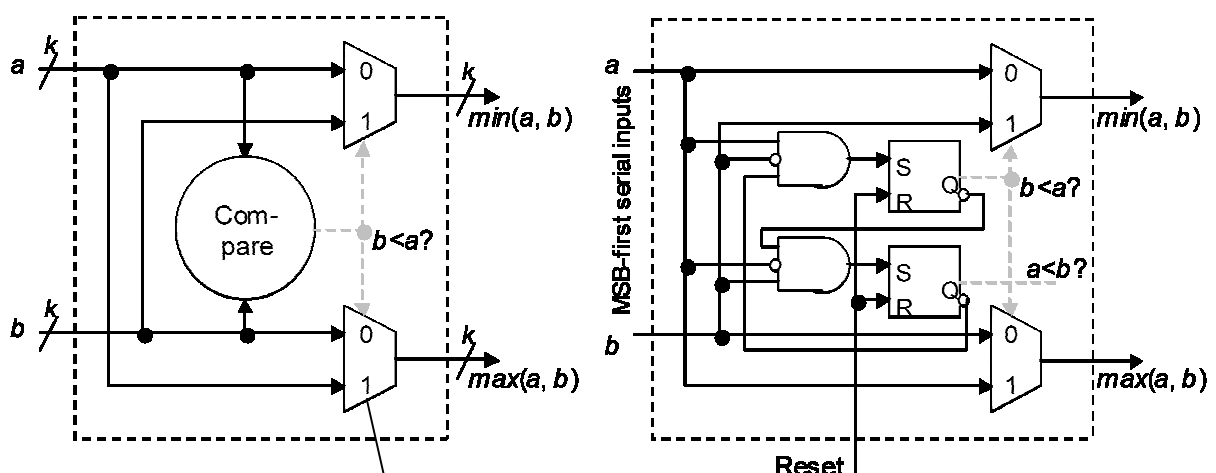 k
a
0
1
k
min(a, b)
Com-
pare
b<a?
b
k
0
1
k
max(a, b)
MSB-first serial inputs
a
0
1
min(a, b)
S
Q
R
b<a?
S
Q
R
a<b?
b
0
1
max(a, b)
Reset